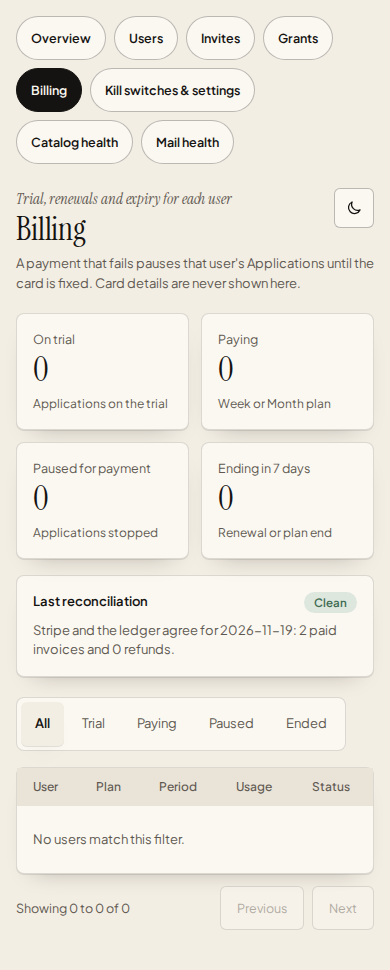 Overview Users Invites Grants
Billing Kill switches & settings
Catalog health Mail health
Trial, renewals and expiry for each user
Billing
A payment that fails pauses that user's Applications until the
card is fixed. Card details are never shown here.
On trial
0
Applications on the trial
Paying
0
Week or Month plan
Paused for payment
0
Applications stopped
Ending in 7 days
0
Renewal or plan end
Last reconciliation Clean
Stripe and the ledger agree for 2026–11–19: 2 paid
invoices and 0 refunds.
All Trial Paying Paused Ended
User Plan Period Usage Status
No users match this filter.
Showing 0 to 0 of 0 Previous Next